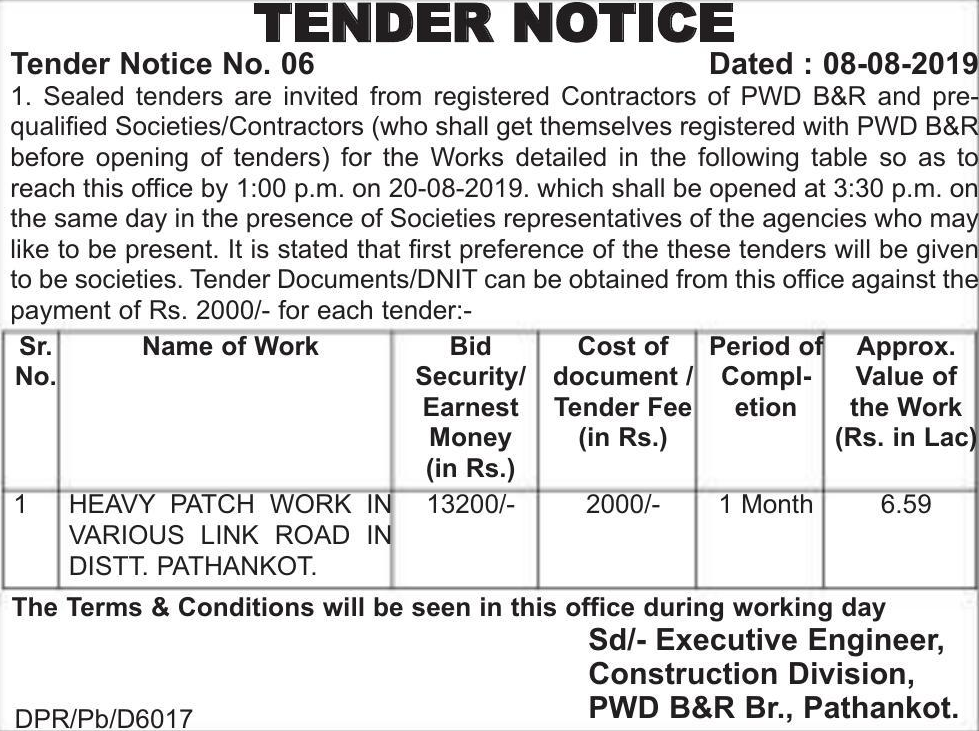 TENDER NOTICE
Tender Notice No. 06 Dated : 08-08-2019
1. Sealed tenders are invited from registered Contractors of PWD B&R and pre-
qualified Societies/Contractors (who shall get themselves registered with PWD B&R
before opening of tenders) for the Works detailed in the following table so as to
reach this office by 1:00 p.m. on 20-08-2019. which shall be opened at 3:30 p.m. on
the same day in the presence of Societies representatives of the agencies who may
like to be present. It is stated that first preference of the these tenders will be given
to be societies. Tender Documents/DNIT can be obtained from this office against the
payment of Rs. 2000/- for each tender:-
Sr. Name of Work Bid Cost of Period of Approx.
No. Security/ document / Compl- Value of
Earnest Tender Fee etion the Work
Money (in Rs.) (Rs. in Lac)
(in Rs.)
1 HEAVY PATCH WORK IN 13200/- 2000/- 1 Month 6.59
VARIOUS LINK ROAD IN
DISTT. PATHANKOT.
The Terms & Conditions will be seen in this office during working day
Sd/- Executive Engineer,
Construction Division,
PWD B&R Br., Pathankot.
DPR/Pb/D6017